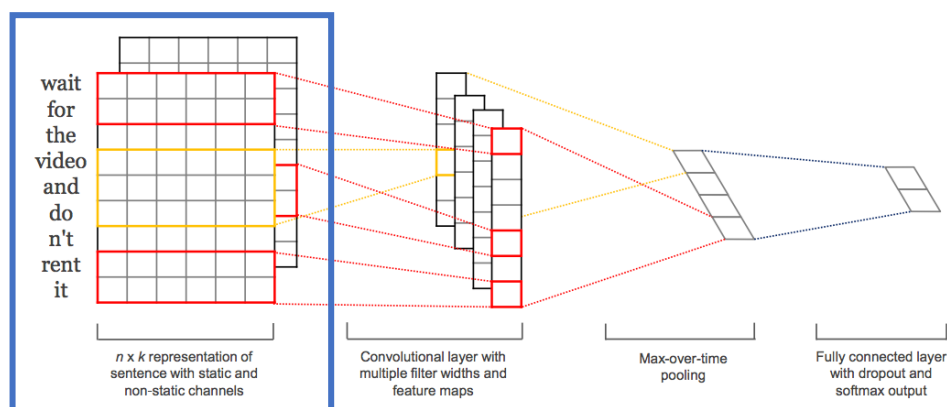 wait
for
the
video
and
do
n't
rent
it
n x k representation of
sentence with static and
non-static channels
Convolutional layer with
multiple filter widths and
feature maps
Max-over-time
pooling
Fully connected layer
with dropout and
softmax output